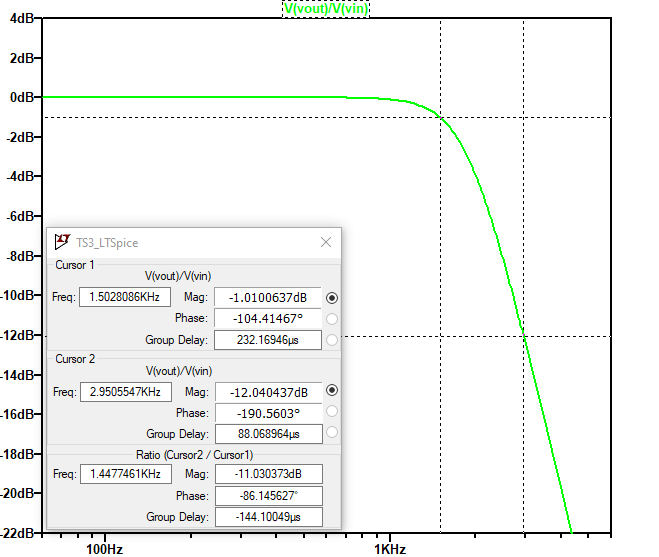 V(vout)/V(vin)
4dB
2dB
0dB
-2dB
-4dB
-6dB
-8dB
-10dB
-12dB
-14dB
-16dB
-18dB
-20dB
-22dB
TS3_LTSpice
Cursor 1
V(vout)/V(vin)
Freq: 1.5028086KHz Mag: -1.0100637dB
Phase: -104.41467°
Group Delay: 232.16946µs
Cursor 2
V(vout)/V(vin)
Freq: 2.9505547KHz Mag: -12.040437dB
Phase: -190.5603°
Group Delay: 88.068964µs
Ratio (Cursor2 / Cursor1)
Freq: 1.4477461KHz Mag: -11.030373dB
Phase: -86.145627°
Group Delay: -144.10049µs
100Hz 1KHz